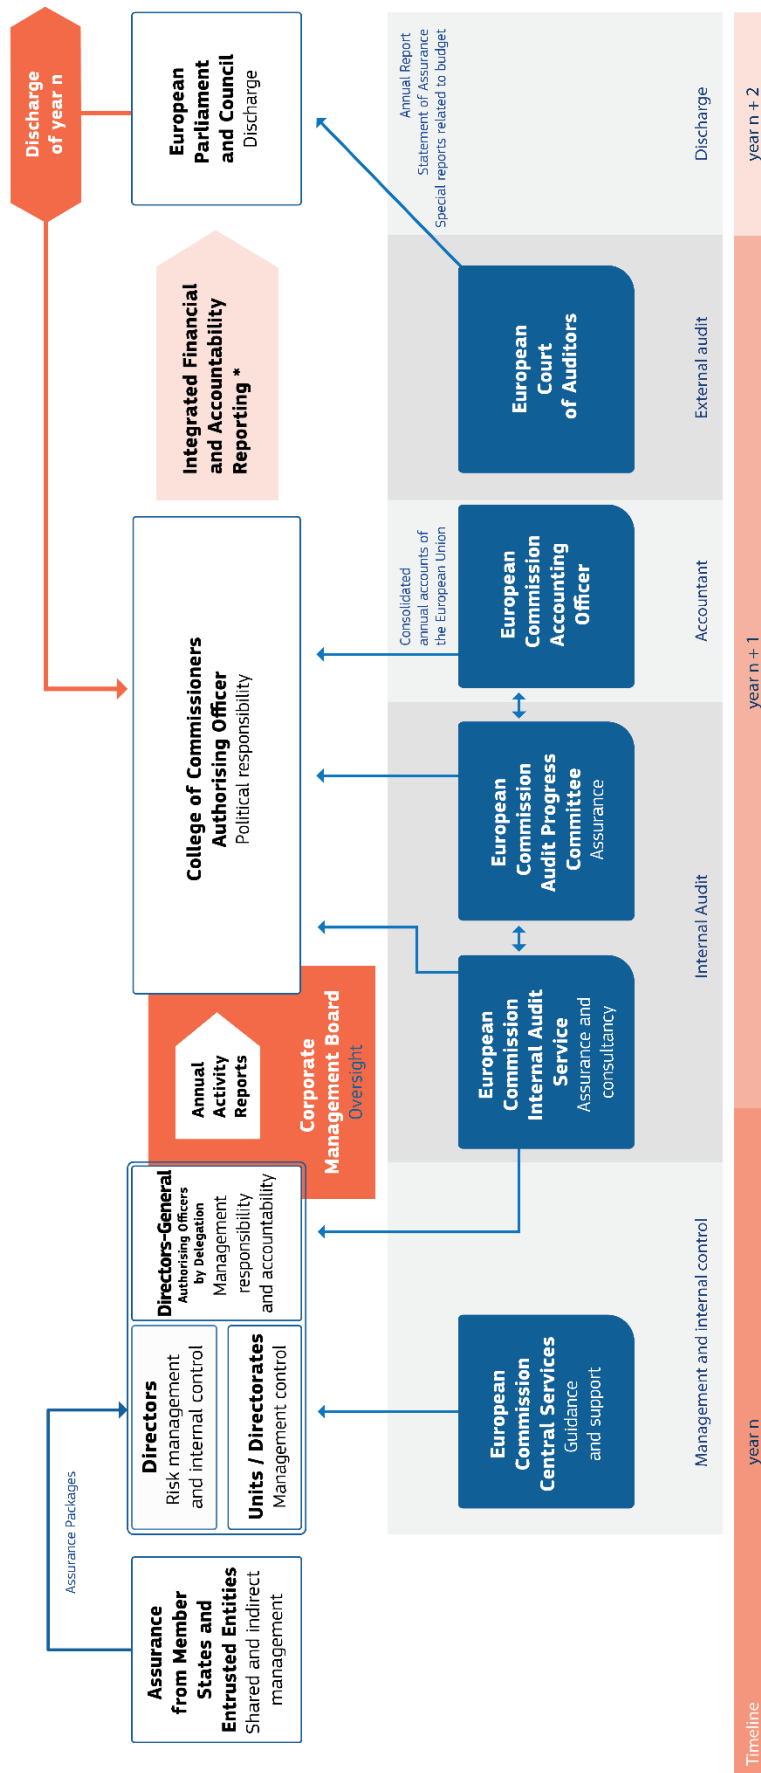 Assurance Packages
Assurance
from Member
States and
Entrusted Entities
Shared and indirect
management
Directors
Risk management
and internal control
Units / Directorates
Management control
Directors-General
Authorising Officers
by Delegation
Management
responsibility
and accountability
Annual
Activity
Reports
Corporate
Management Board
Oversight
College of Commissioners
Authorising Officer
Political responsibility
Integrated Financial
and Accountability
Reporting *
European
Parliament
and Council
Discharge
Discharge
of year n
European
Commission
Central Services
Guidance
and support
European
Commission
Internal Audit
Service
Assurance and
consultancy
European
Commission
Audit Progress
Committee
Assurance
Consolidated
annual accounts of
the European Union
European
Commission
Accounting
Officer
European
Court
of Auditors
Annual Report
Statement of Assurance
Special reports related to budget
Management and internal control
Internal Audit
Accountant
External audit
Discharge
Timeline
year n
year n + 1
year n + 2